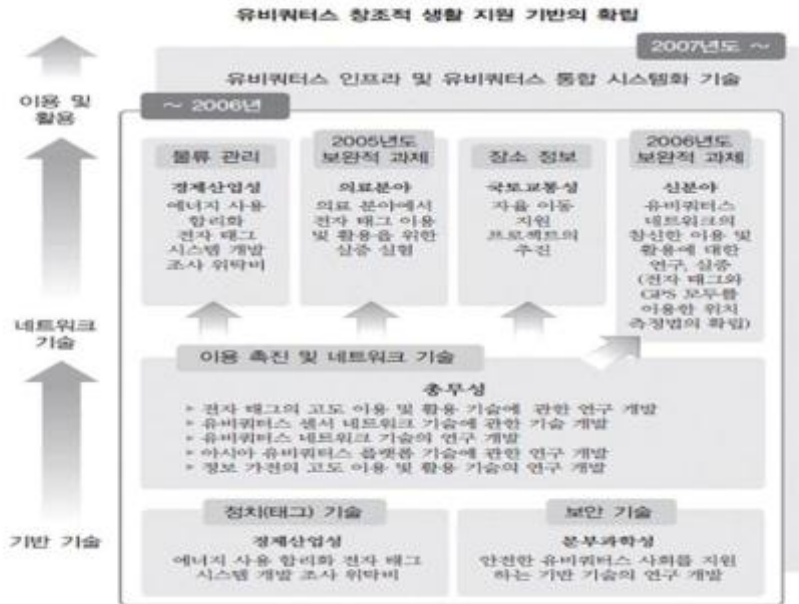 유비쿼터스 창조적 생활 지원 기반의 확립
2007년도 ~
유비쿼터스 인프라 및 유비쿼터스 통합 시스템화 기술
~ 2006년
이용 및
활용
네트워크
기술
기반 기술
물류 관리
경제산업성
에너지 사용
합리화
전자 태그
시스템 개발
조사 위탁비
2005년도
보완적 과제
의료분야
의료 분야에서
전자 태그 이용
및 활용을 위한
실증 실험
장소 정보
국토교통성
자율 이동
지원
프로젝트의
추진
2006년도
보완적 과제
신분야
유비쿼터스
네트워크의
참신한 이용 및
활용에 대한
연구, 실증
(전자 태그와
GPS 모두를
이용한 위치
측정법의 확립)
이용 촉진 및 네트워크 기술
총무성
▸ 전자 태그의 고도 이용 및 활용 기술에 관한 연구 개발
▸ 유비쿼터스 센서 네트워크 기술에 관한 기술 개발
▸ 유비쿼터스 네트워크 기술의 연구 개발
▸ 아시아 유비쿼터스 플랫폼 기술에 관한 연구 개발
▸ 정보 가전의 고도 이용 및 활용 기술의 연구 개발
정치(태그) 기술
경제산업성
에너지 사용 합리화 전자 태그
시스템 개발 조사 위탁비
보안 기술
문부과학성
안전한 유비쿼터스 사회를 지원
하는 기반 기술의 연구 개발